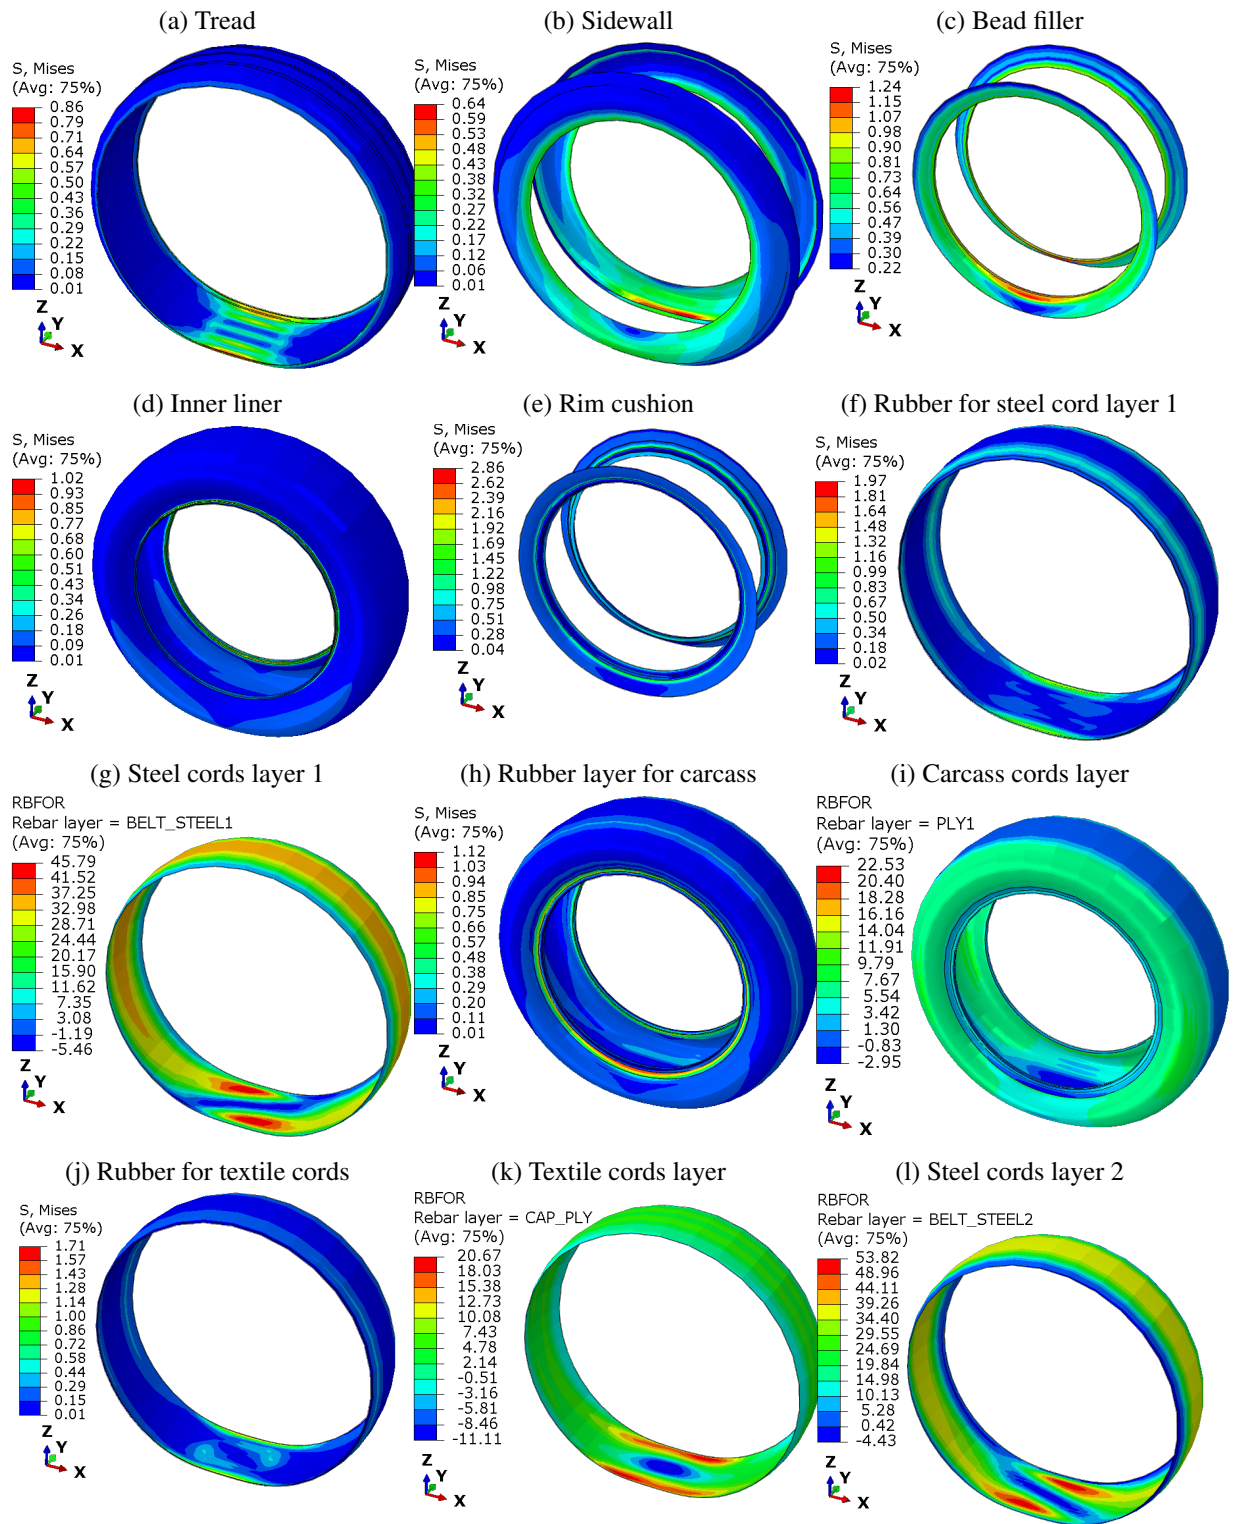 (a) Tread
S, Mises
(Avg: 75%)
0.86
0.79
0.71
0.64
0.57
0.50
0.43
0.36
0.29
0.22
0.15
0.08
0.01
Z
Y
X
(b) Sidewall
S, Mises
(Avg: 75%)
0.64
0.59
0.53
0.48
0.43
0.38
0.32
0.27
0.22
0.17
0.12
0.06
0.01
Z
Y
X
(c) Bead filler
S, Mises
(Avg: 75%)
1.24
1.15
1.07
0.98
0.90
0.81
0.73
0.64
0.56
0.47
0.39
0.30
0.22
Z
Y
X
(d) Inner liner
S, Mises
(Avg: 75%)
1.02
0.93
0.85
0.77
0.68
0.60
0.51
0.43
0.34
0.26
0.18
0.09
0.01
Z
Y
X
(e) Rim cushion
S, Mises
(Avg: 75%)
2.86
2.62
2.39
2.16
1.92
1.69
1.45
1.22
0.98
0.75
0.51
0.28
0.04
Z
Y
X
(f) Rubber for steel cord layer 1
S, Mises
(Avg: 75%)
1.97
1.81
1.64
1.48
1.32
1.16
0.99
0.83
0.67
0.50
0.34
0.18
0.02
Z
Y
X
(g) Steel cords layer 1
RBFOR
Rebar layer = BELT_STEEL1
(Avg: 75%)
45.79
41.52
37.25
32.98
28.71
24.44
20.17
15.90
11.62
7.35
3.08
-1.19
-5.46
Z
Y
X
(h) Rubber layer for carcass
S, Mises
(Avg: 75%)
1.12
1.03
0.94
0.85
0.75
0.66
0.57
0.48
0.38
0.29
0.20
0.11
0.01
Z
Y
X
(i) Carcass cords layer
RBFOR
Rebar layer = PLY1
(Avg: 75%)
22.53
20.40
18.28
16.16
14.04
11.91
9.79
7.67
5.54
3.42
1.30
-0.83
-2.95
Z
Y
X
(j) Rubber for textile cords
S, Mises
(Avg: 75%)
1.71
1.57
1.43
1.28
1.14
1.00
0.86
0.72
0.58
0.44
0.29
0.15
0.01
Z
Y
X
(k) Textile cords layer
RBFOR
Rebar layer = CAP_PLY
(Avg: 75%)
20.67
18.03
15.38
12.73
10.08
7.43
4.78
2.14
-0.51
-3.16
-5.81
-8.46
-11.11
Z
Y
X
(l) Steel cords layer 2
RBFOR
Rebar layer = BELT_STEEL2
(Avg: 75%)
53.82
48.96
44.11
39.26
34.40
29.55
24.69
19.84
14.98
10.13
5.28
0.42
-4.43
Z
Y
X